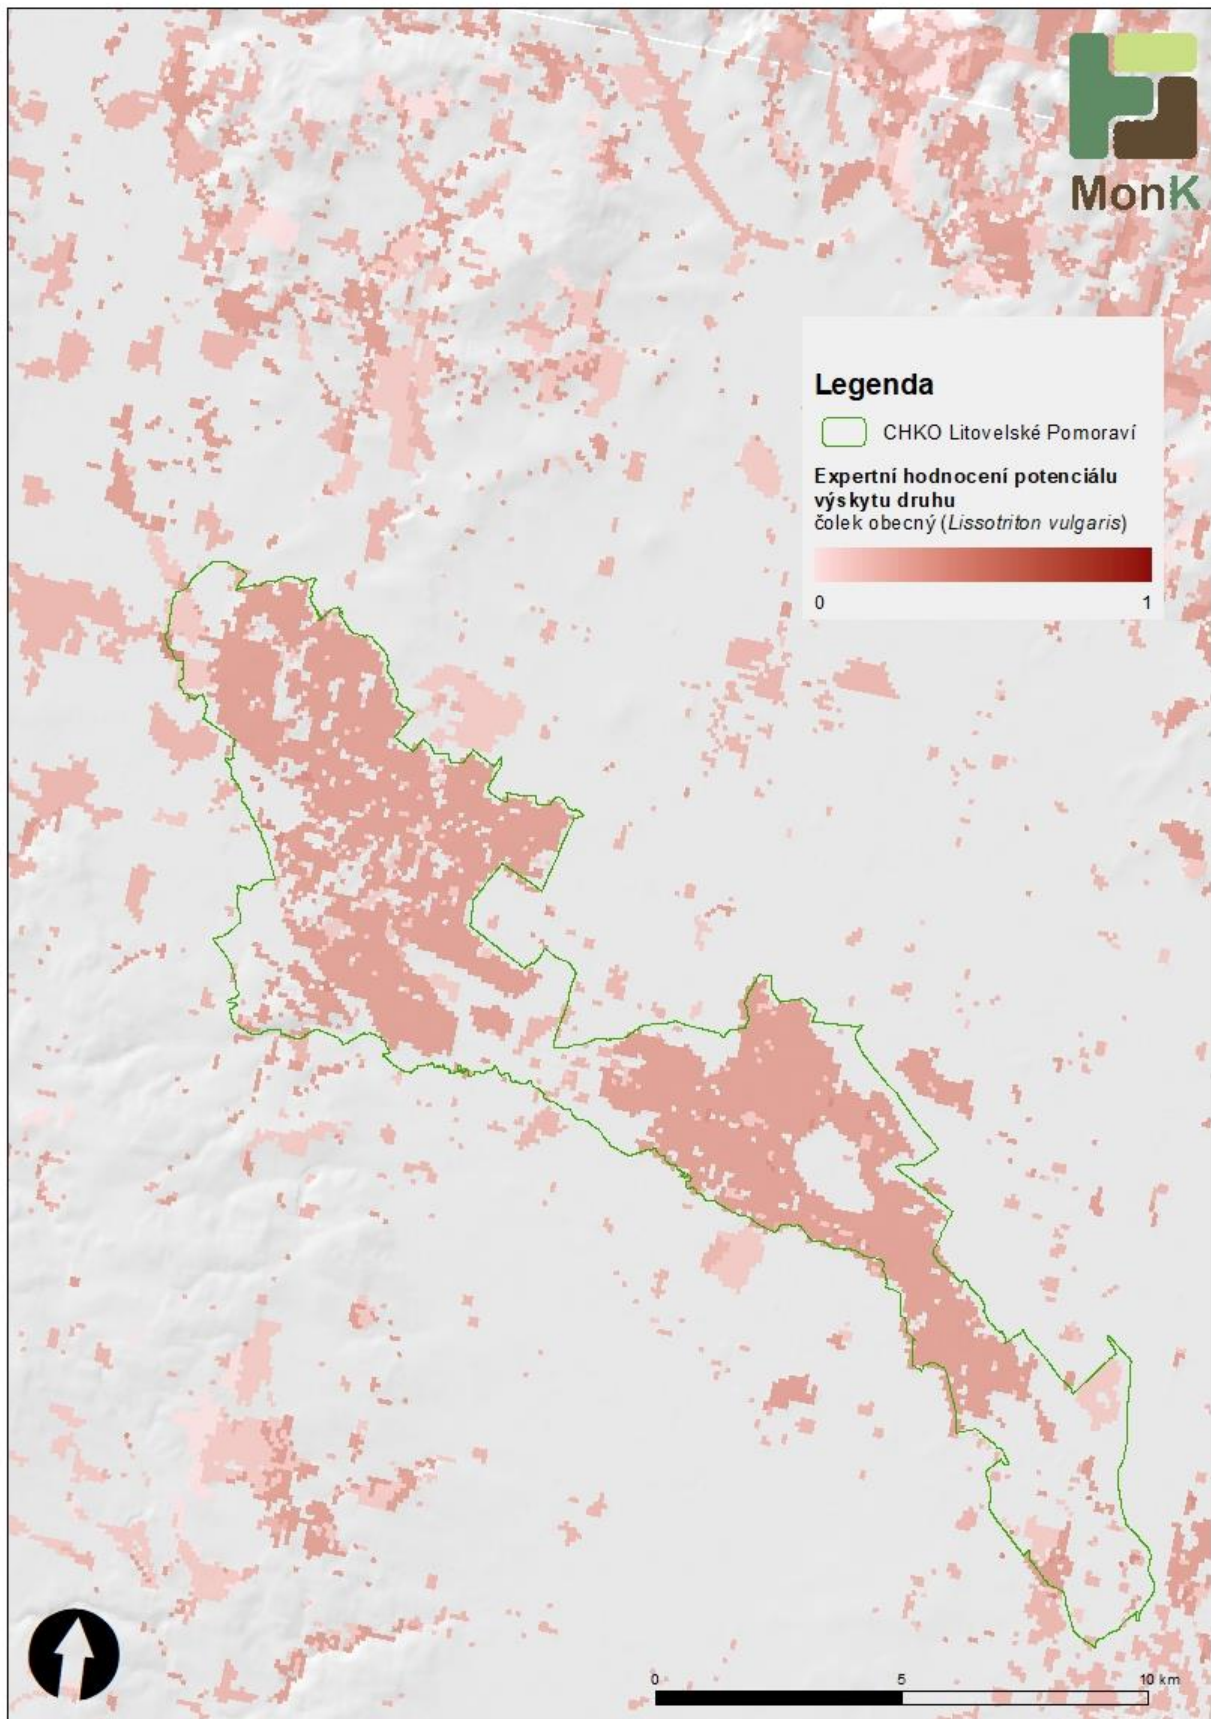 MonK
Legenda
CHKO Litovelské Pomoraví
Expertní hodnocení potenciálu
výskytu druhu
čolek obecný (Lissotriton vulgaris)
0 1
0 5 10 km